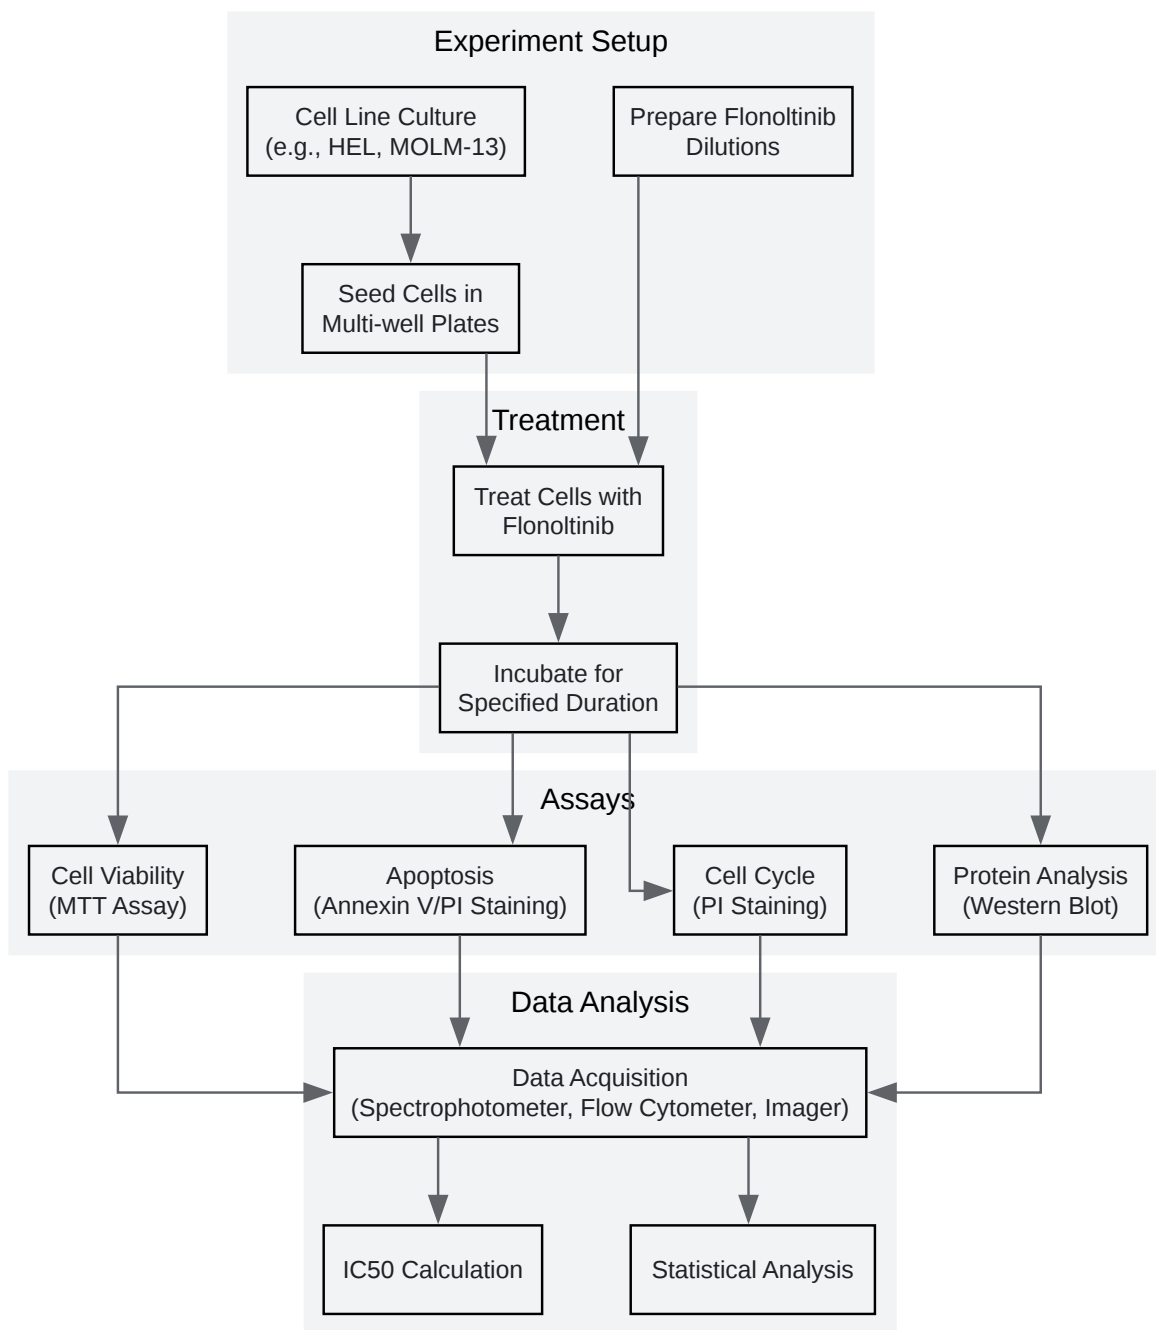 Experiment Setup
Cell Line Culture
(e.g., HEL, MOLM-13)
Prepare Flonoltinib
Dilutions
Seed Cells in
Multi-well Plates
Treatment
Treat Cells with
Flonoltinib
Incubate for
Specified Duration
Assays
Cell Viability
(MTT Assay)
Apoptosis
(Annexin V/PI Staining)
Cell Cycle
(PI Staining)
Protein Analysis
(Western Blot)
Data Analysis
Data Acquisition
(Spectrophotometer, Flow Cytometer, Imager)
IC50 Calculation
Statistical Analysis